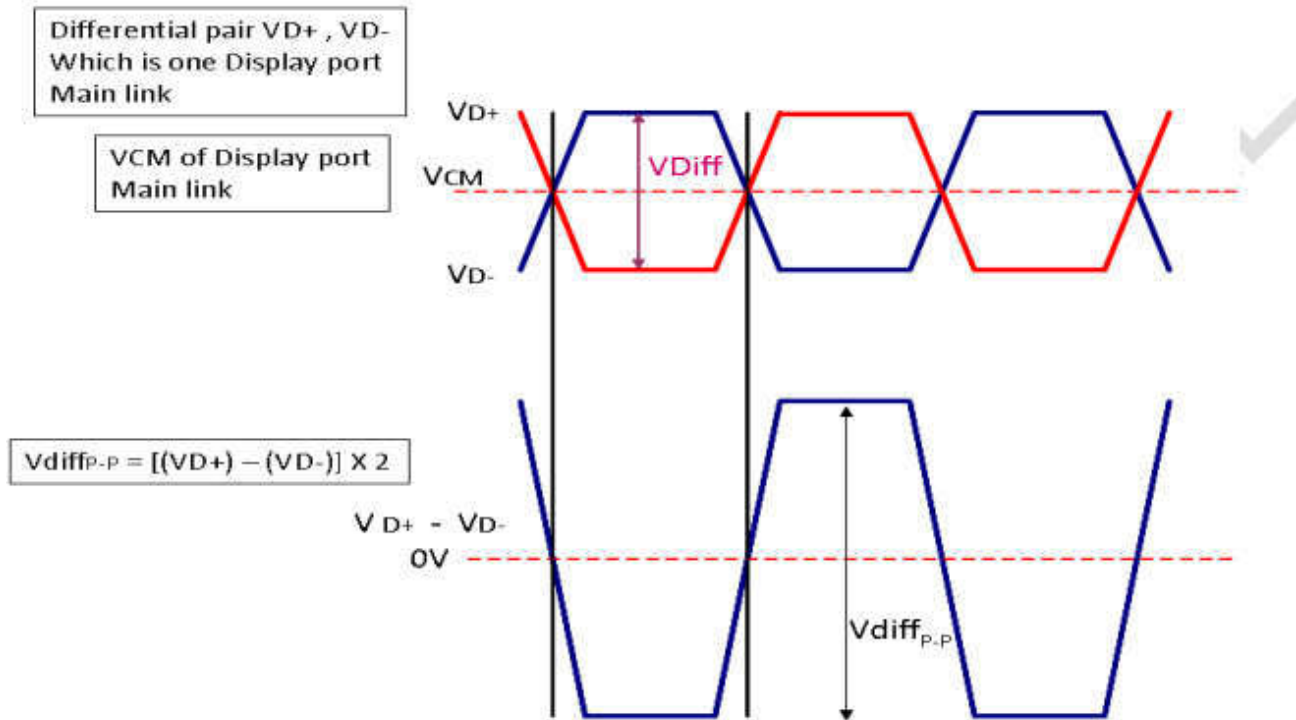 Differential pair VD+ , VD-
Which is one Display port
Main link
VD+
VCM of Display port
Main link
VDiff
VCM
VD-
VdiffP-P = [(VD+) – (VD-)] X 2
V D+ - VD-
0V
VdiffP-P